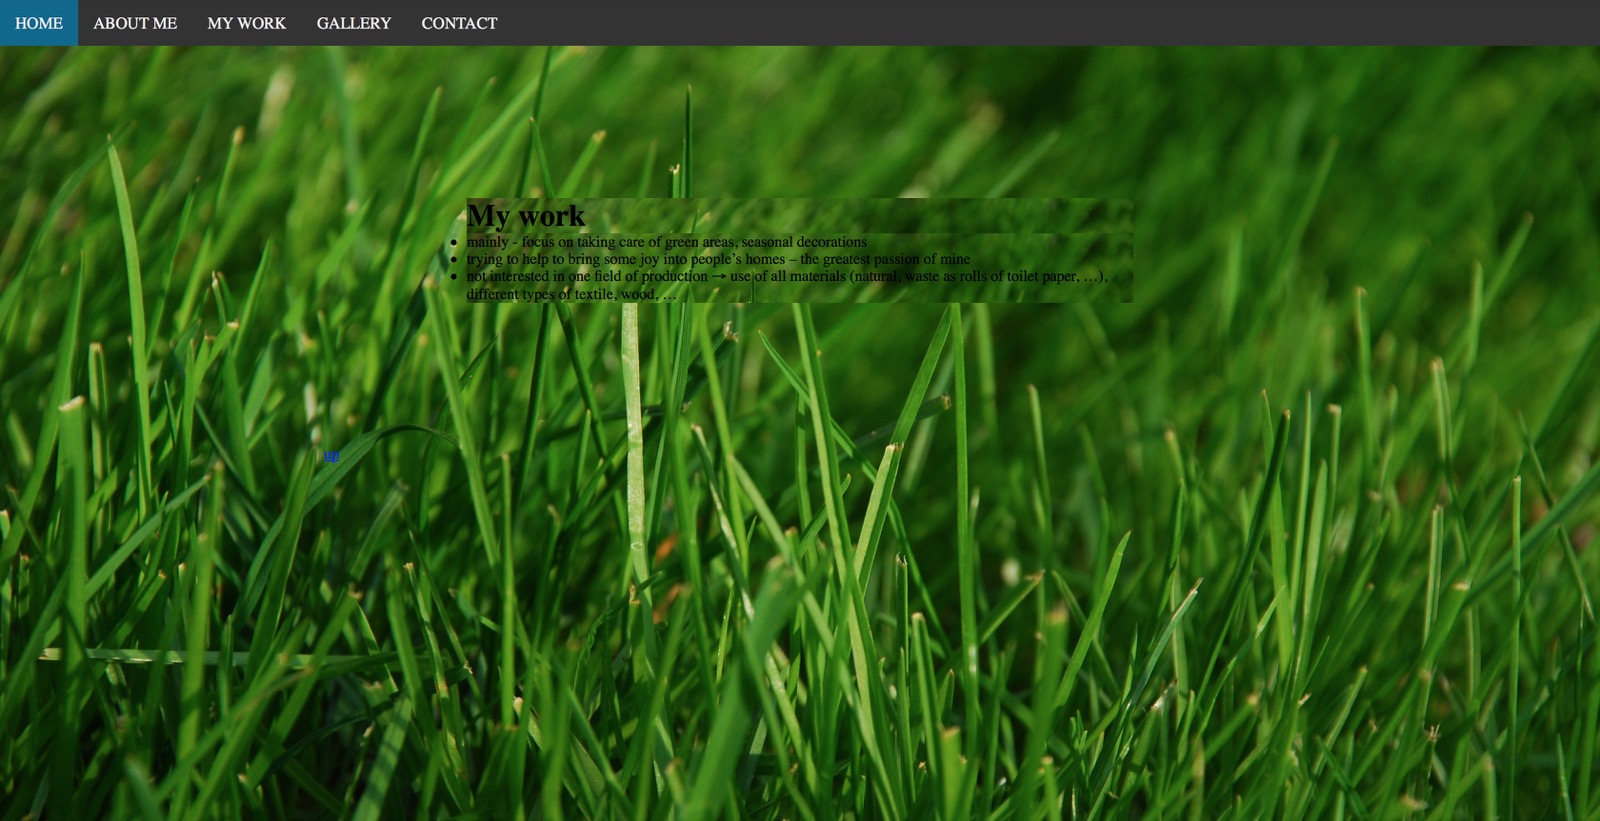 HOME ABOUT ME MY WORK GALLERY CONTACT
My work
• mainly - focus on taking care of green areas, seasonal decorations
• trying to help to bring some joy into people’s homes – the greatest passion of mine
• not interested in one field of production → use of all materials (natural, waste as rolls of toilet paper, …),
different types of textile, wood, …
up